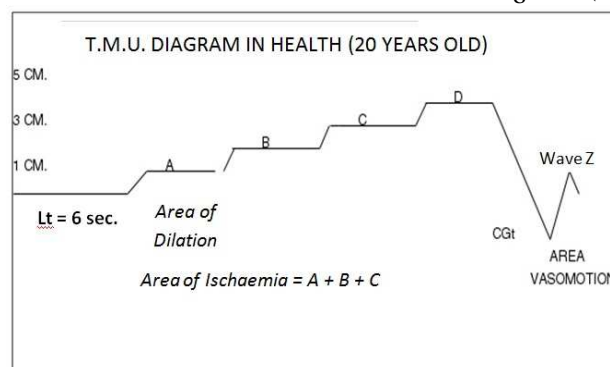 T.M.U. DIAGRAM IN HEALTH (20 YEARS OLD)
5 CM.
D
3 CM.
C
B
Wave Z
1 CM.
A
Lt = 6 sec.
Area of
Dilation
CGt
AREA
VASOMOTION
Area of Ischaemia = A + B + C